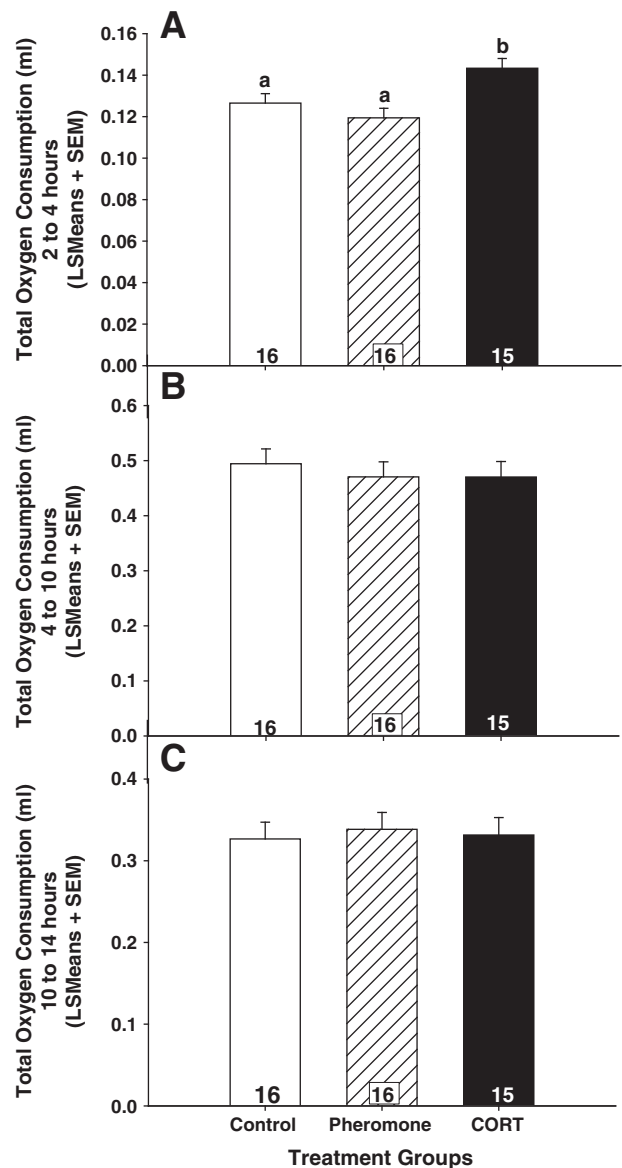 A
Total Oxygen Consumption (ml)
2 to 4 hours
(LSMeans + SEM)
0.16
0.14
0.12
0.10
0.08
0.06
0.04
0.02
0.00
a
a
b
16
16
15
B
Total Oxygen Consumption (ml)
4 to 10 hours
(LSMeans + SEM)
0.6
0.5
0.4
0.3
0.2
0.1
0.0
16
16
15
C
Total Oxygen Consumption (ml)
10 to 14 hours
(LSMeans + SEM)
0.4
0.3
0.2
0.1
0.0
16
16
15
Control
Pheromone
CORT
Treatment Groups